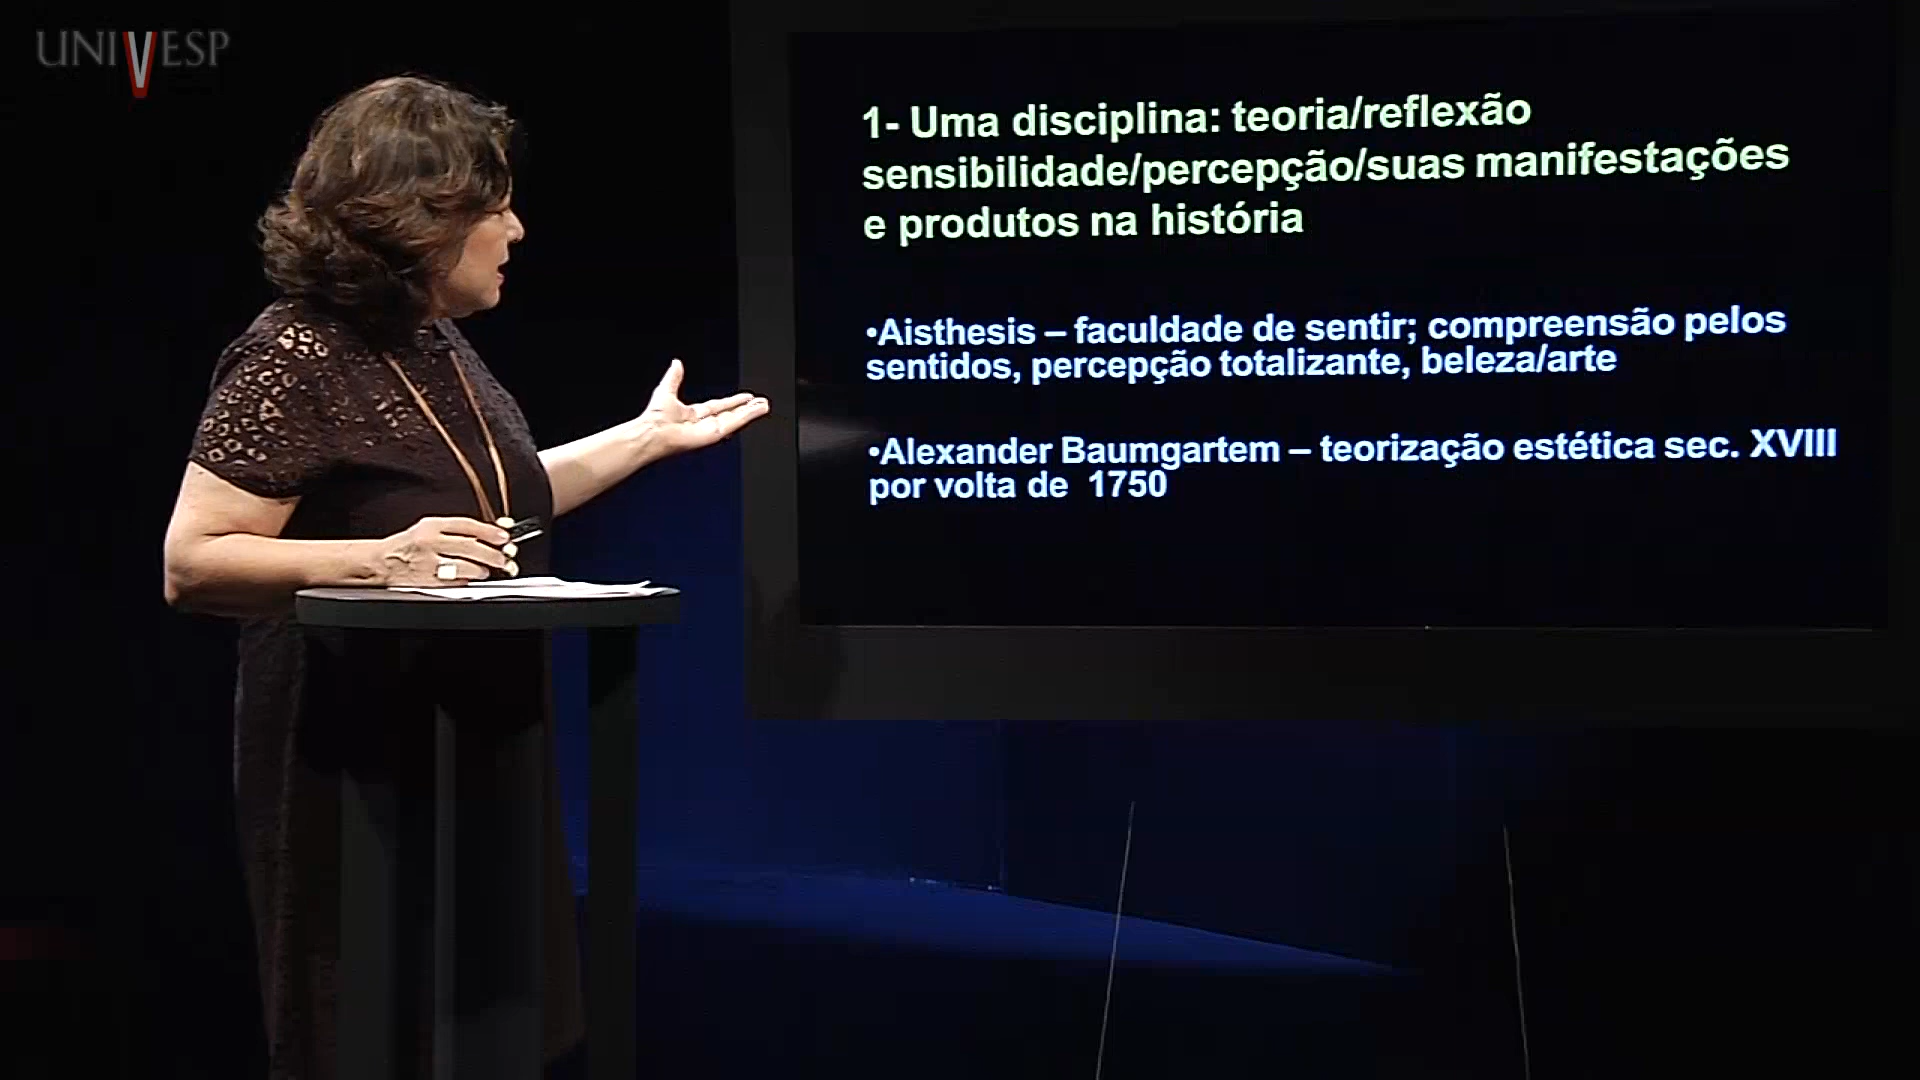 UNIVESP
1- Uma disciplina: teoria/reflexão
sensibilidade/percepção/suas manifestações
e produtos na história
•Aisthesis – faculdade de sentir; compreensão pelos
sentidos, percepção totalizante, beleza/arte
•Alexander Baumgartem – teorização estética sec. XVIII
por volta de 1750